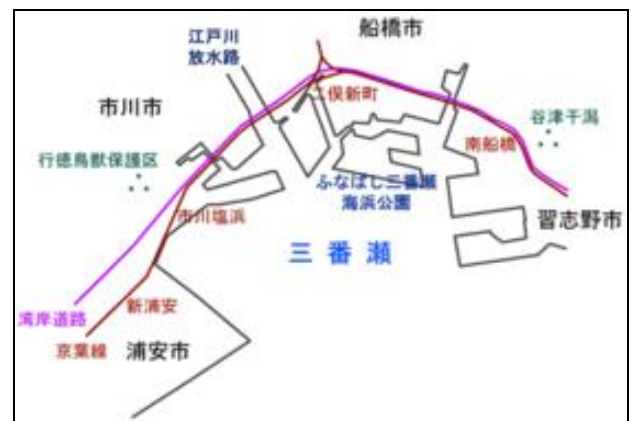 船橋市
江戸川
放水路
二俣新町
市川市
谷津干潟
南船橋
行徳鳥獣保護区
ふなばし三番瀬
海浜公園
市川塩浜
習志野市
三番瀬
新浦安
湾岸道路
京葉線
浦安市